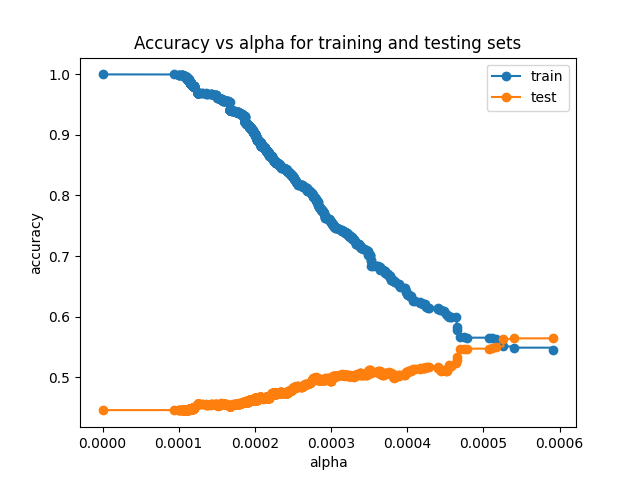 Accuracy vs alpha for training and testing sets
train
test
1.0
0.9
0.8
0.7
0.6
0.5
accuracy
0.0000 0.0001 0.0002 0.0003 0.0004 0.0005 0.0006
alpha